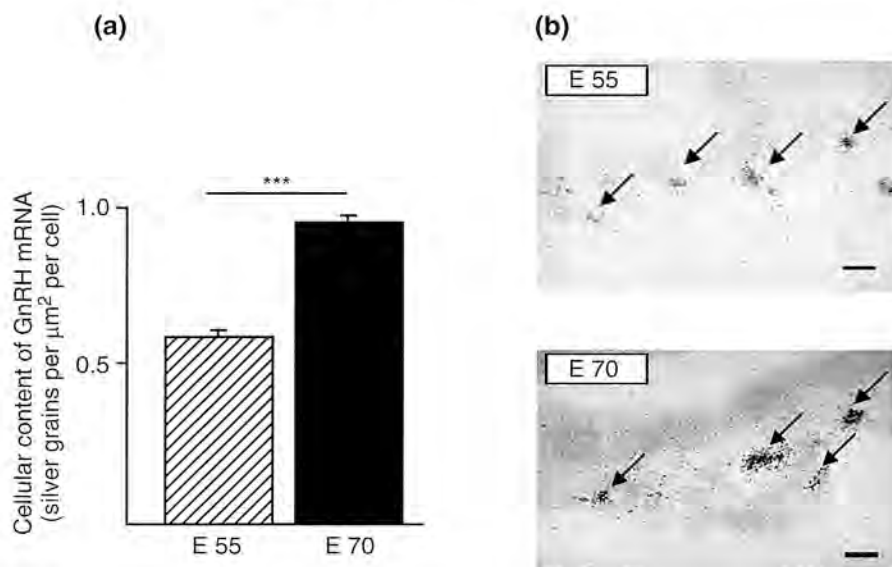 (a)
Cellular content of GnRH mRNA
(silver grains per μm² per cell)
1.0
0.5
***
E 55
E 70
(b)
E 55
E 70